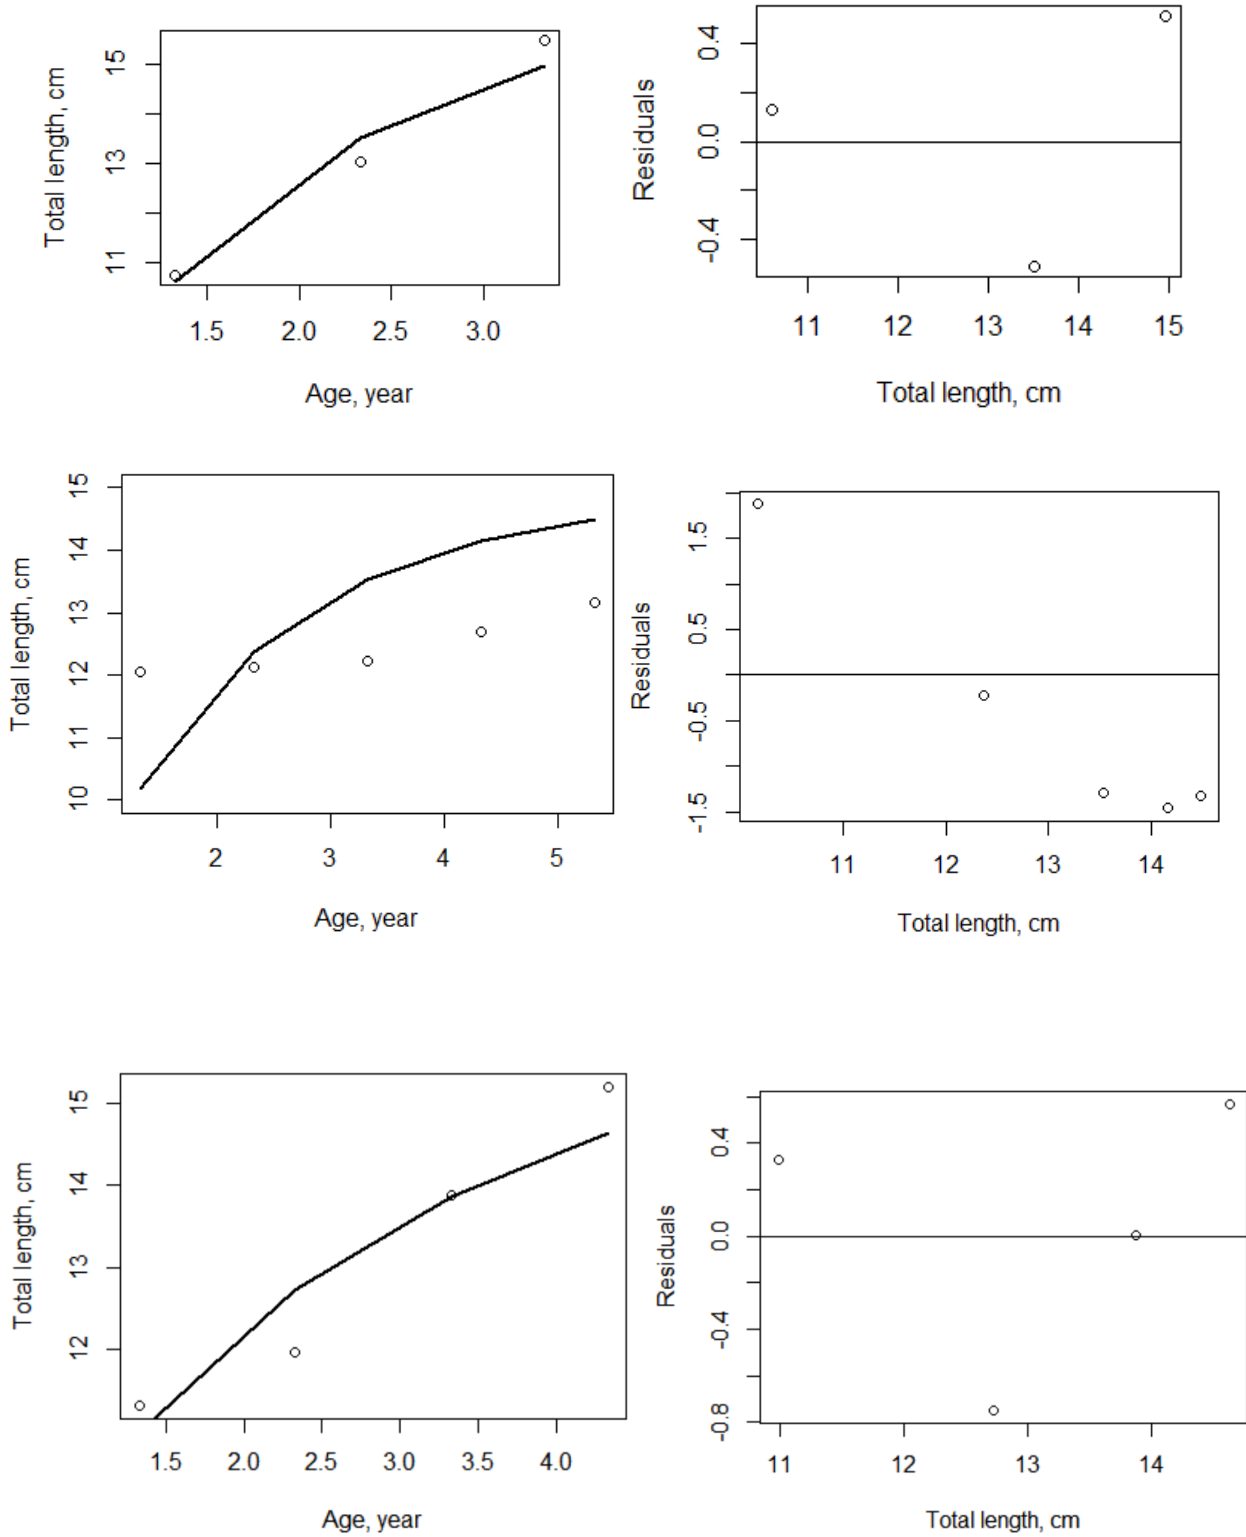 Total length, cm
15
13
11
1.5 2.0 2.5 3.0
Age, year
Residuals
0.4
0.0
-0.4
11 12 13 14 15
Total length, cm
Total length, cm
15
14
13
12
11
10
2 3 4 5
Age, year
Residuals
1.5
0.5
-0.5
-1.5
11 12 13 14
Total length, cm
Total length, cm
15
14
13
12
1.5 2.0 2.5 3.0 3.5 4.0
Age, year
Residuals
0.4
0.0
-0.4
-0.8
11 12 13 14
Total length, cm